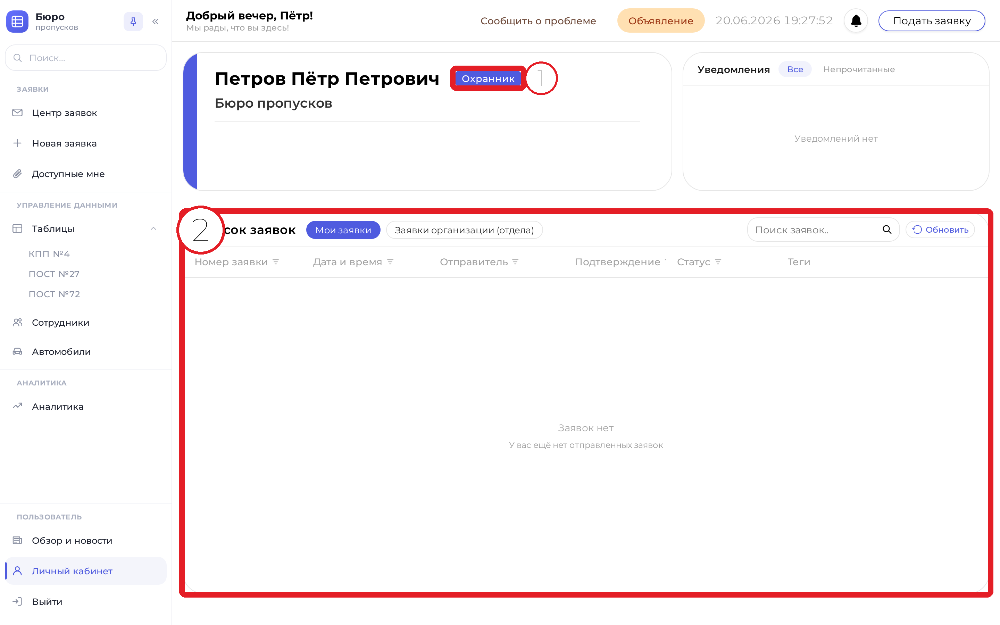 Бюро
пропусков
Поиск...
ЗАЯВКИ
Центр заявок
Новая заявка
Доступные мне
УПРАВЛЕНИЕ ДАННЫМИ
Таблицы
КПП №4
ПОСТ №27
ПОСТ №72
Сотрудники
Автомобили
АНАЛИТИКА
Аналитика
ПОЛЬЗОВАТЕЛЬ
Обзор и новости
Личный кабинет
Выйти
Добрый вечер, Пётр!
Мы рады, что вы здесь!
Сообщить о проблеме
Объявление
20.06.2026 19:27:52
Подать заявку
Петров Пётр Петрович
Охранник
1
Бюро пропусков
Уведомления
Все
Непрочитанные
Уведомлений нет
2
сок заявок
Мои заявки
Заявки организации (отдела)
Поиск заявок..
Обновить
Номер заявки
Дата и время
Отправитель
Подтверждение
Статус
Теги
Заявок нет
У вас ещё нет отправленных заявок